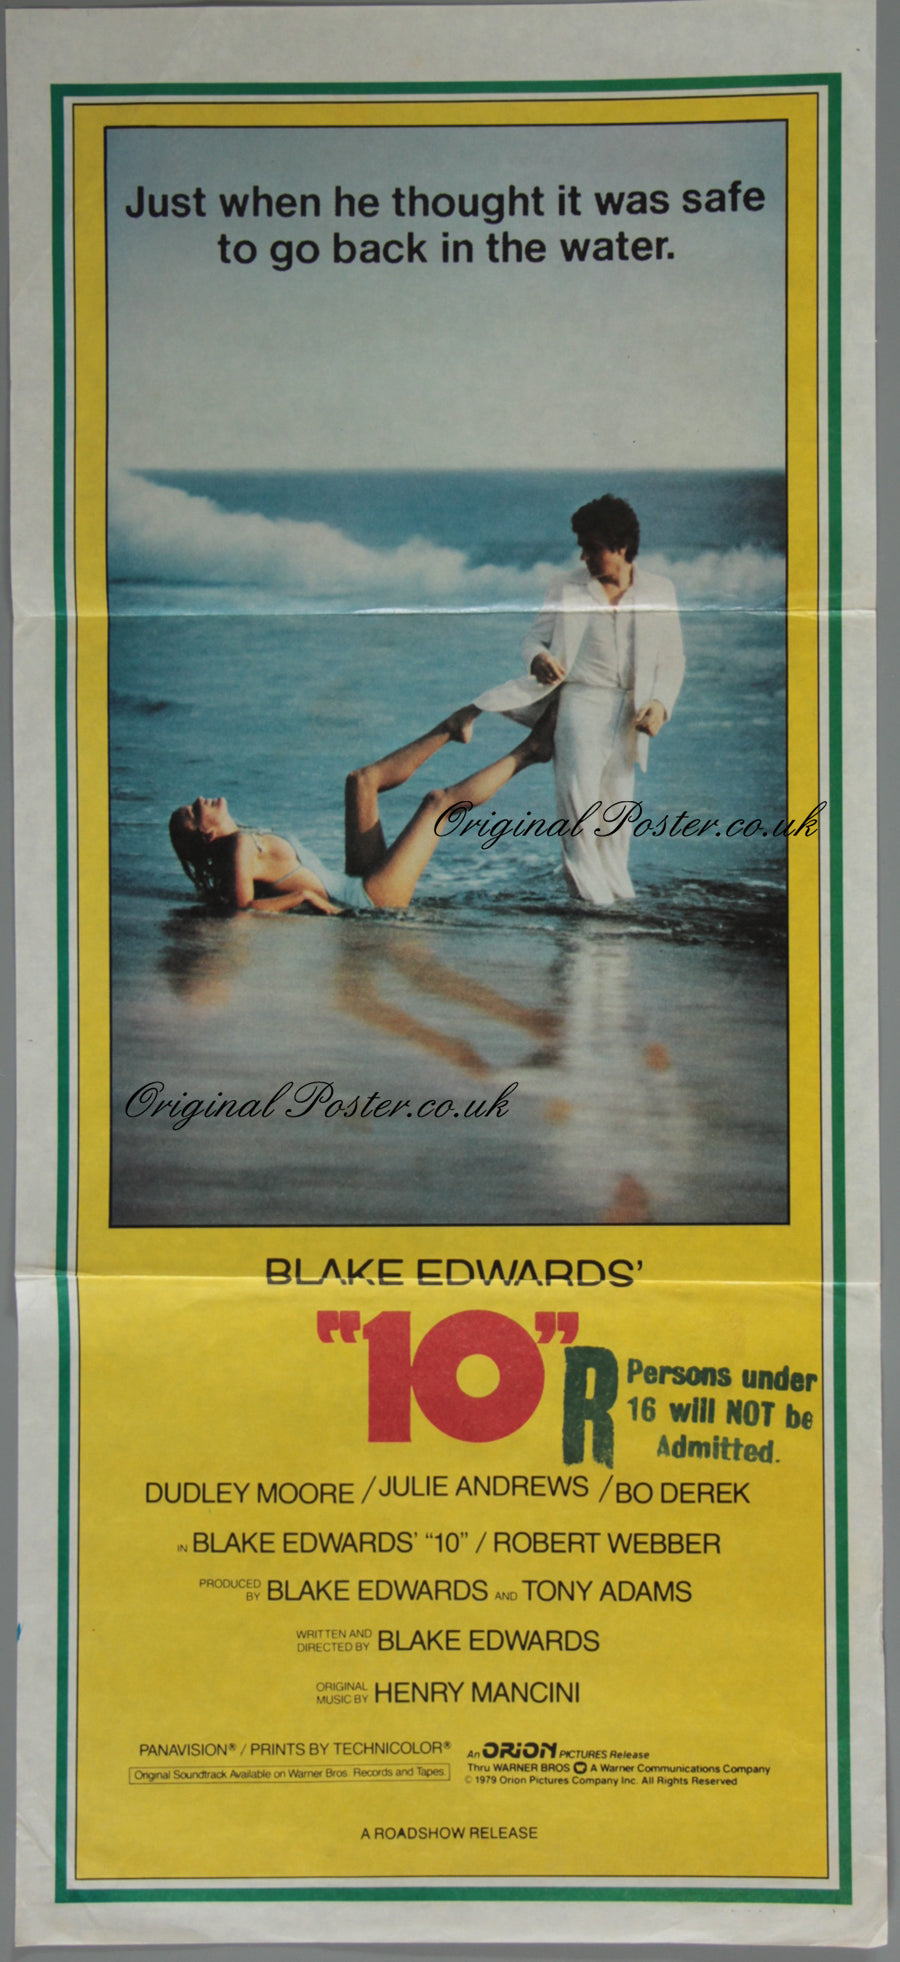 Just when he thought it was safe
to go back in the water.
Original Poster.co.uk
Original Poster.co.uk
BLAKE EDWARDS'
"10"
R Persons under
16 will NOT be
Admitted.
DUDLEY MOORE / JULIE ANDREWS / BO DEREK
IN BLAKE EDWARDS' "10" / ROBERT WEBBER
PRODUCED BY BLAKE EDWARDS AND TONY ADAMS
WRITTEN AND DIRECTED BY BLAKE EDWARDS
ORIGINAL MUSIC BY HENRY MANCINI
PANAVISION® / PRINTS BY TECHNICOLOR®
Original Soundtrack Available on Warner Bros. Records and Tapes.
An ORION PICTURES Release
Thru WARNER BROS A Warner Communications Company
© 1979 Orion Pictures Company Inc. All Rights Reserved
A ROADSHOW RELEASE